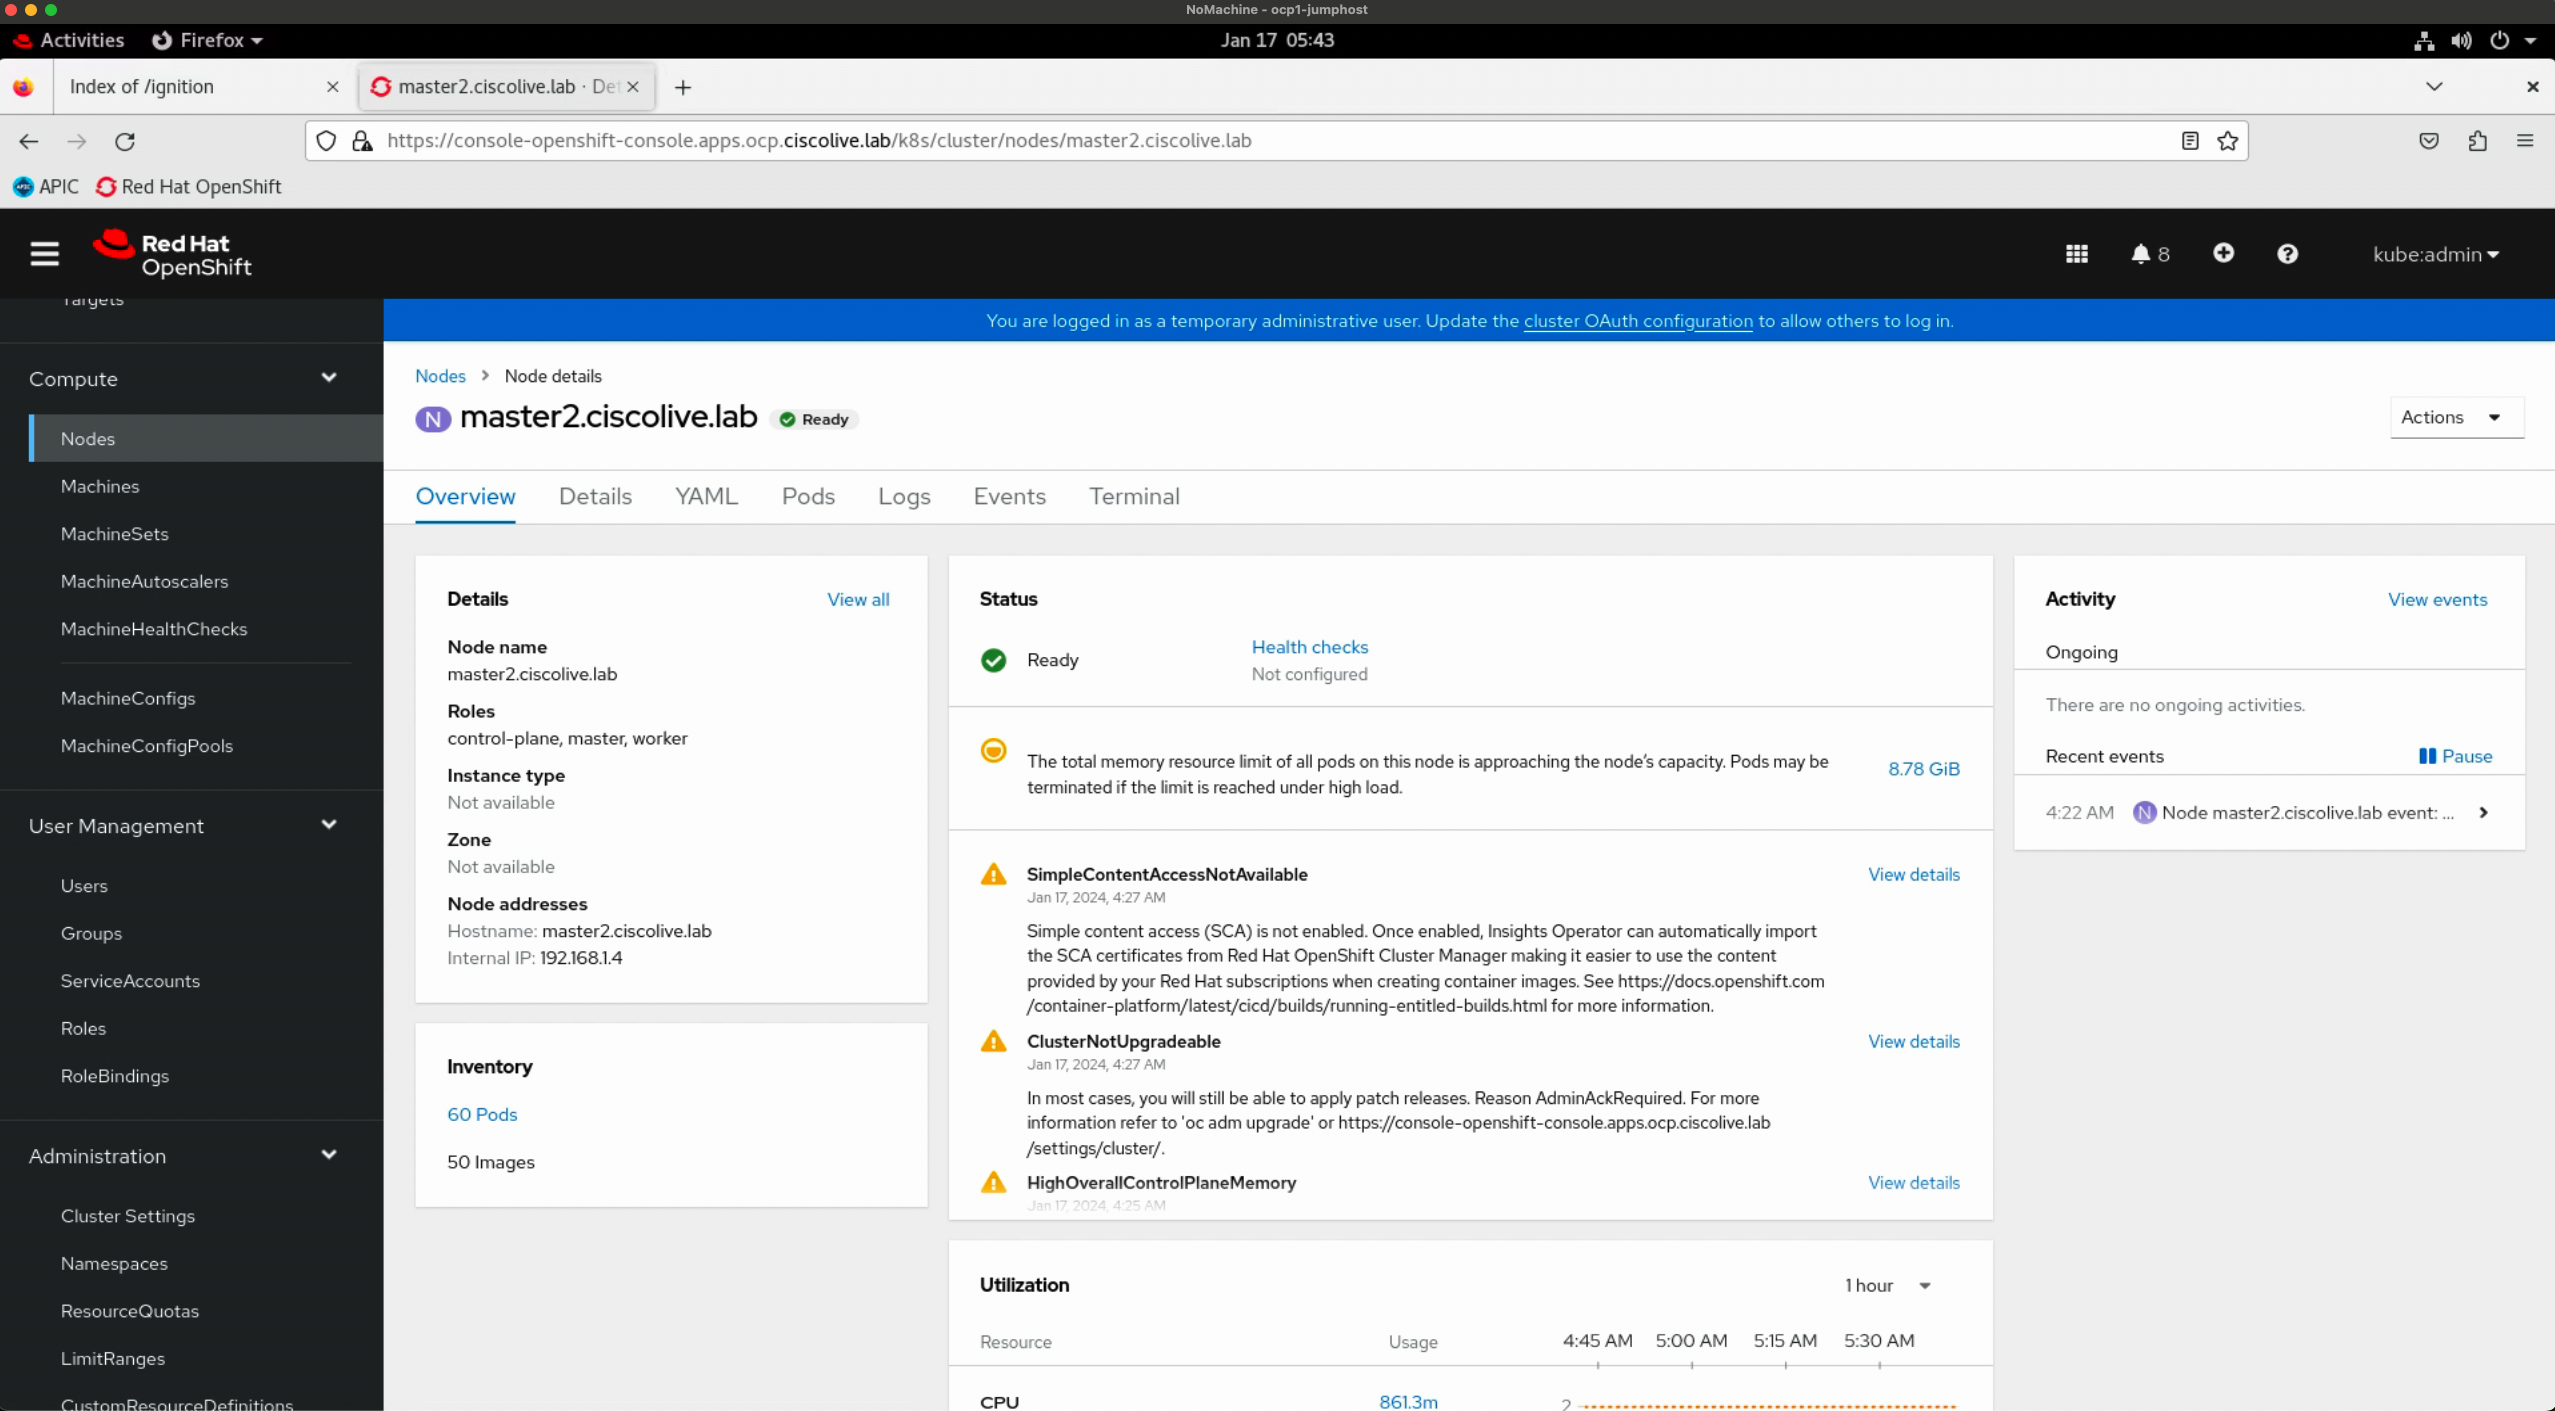 NoMachine - ocp1-jumphost
Activities
Firefox
Jan 17 05:43
Index of /ignition
master2.ciscolive.lab · Det
https://console-openshift-console.apps.ocp.ciscolive.lab/k8s/cluster/nodes/master2.ciscolive.lab
APIC
Red Hat OpenShift
Red Hat
OpenShift
8
kube:admin
Targets
Compute
Nodes
Machines
MachineSets
MachineAutoscalers
MachineHealthChecks
MachineConfigs
MachineConfigPools
User Management
Users
Groups
ServiceAccounts
Roles
RoleBindings
Administration
Cluster Settings
Namespaces
ResourceQuotas
LimitRanges
CustomResourceDefinitions
You are logged in as a temporary administrative user. Update the cluster OAuth configuration to allow others to log in.
Nodes
Node details
N master2.ciscolive.lab
Ready
Actions
Overview
Details
YAML
Pods
Logs
Events
Terminal
Details
View all
Node name
master2.ciscolive.lab
Roles
control-plane, master, worker
Instance type
Not available
Zone
Not available
Node addresses
Hostname: master2.ciscolive.lab
Internal IP: 192.168.1.4
Inventory
60 Pods
50 Images
Status
Ready
Health checks
Not configured
The total memory resource limit of all pods on this node is approaching the node's capacity. Pods may be
terminated if the limit is reached under high load.
8.78 GiB
SimpleContentAccessNotAvailable
View details
Jan 17, 2024, 4:27 AM
Simple content access (SCA) is not enabled. Once enabled, Insights Operator can automatically import
the SCA certificates from Red Hat OpenShift Cluster Manager making it easier to use the content
provided by your Red Hat subscriptions when creating container images. See https://docs.openshift.com
/container-platform/latest/cicd/builds/running-entitled-builds.html for more information.
ClusterNotUpgradeable
View details
Jan 17, 2024, 4:27 AM
In most cases, you will still be able to apply patch releases. Reason AdminAckRequired. For more
information refer to 'oc adm upgrade' or https://console-openshift-console.apps.ocp.ciscolive.lab
/settings/cluster/.
HighOverallControlPlaneMemory
View details
Jan 17, 2024, 4:25 AM
Utilization
1 hour
Resource
Usage
4:45 AM
5:00 AM
5:15 AM
5:30 AM
CPU
861.3m
2
Activity
View events
Ongoing
There are no ongoing activities.
Recent events
Pause
4:22 AM
N Node master2.ciscolive.lab event: ...